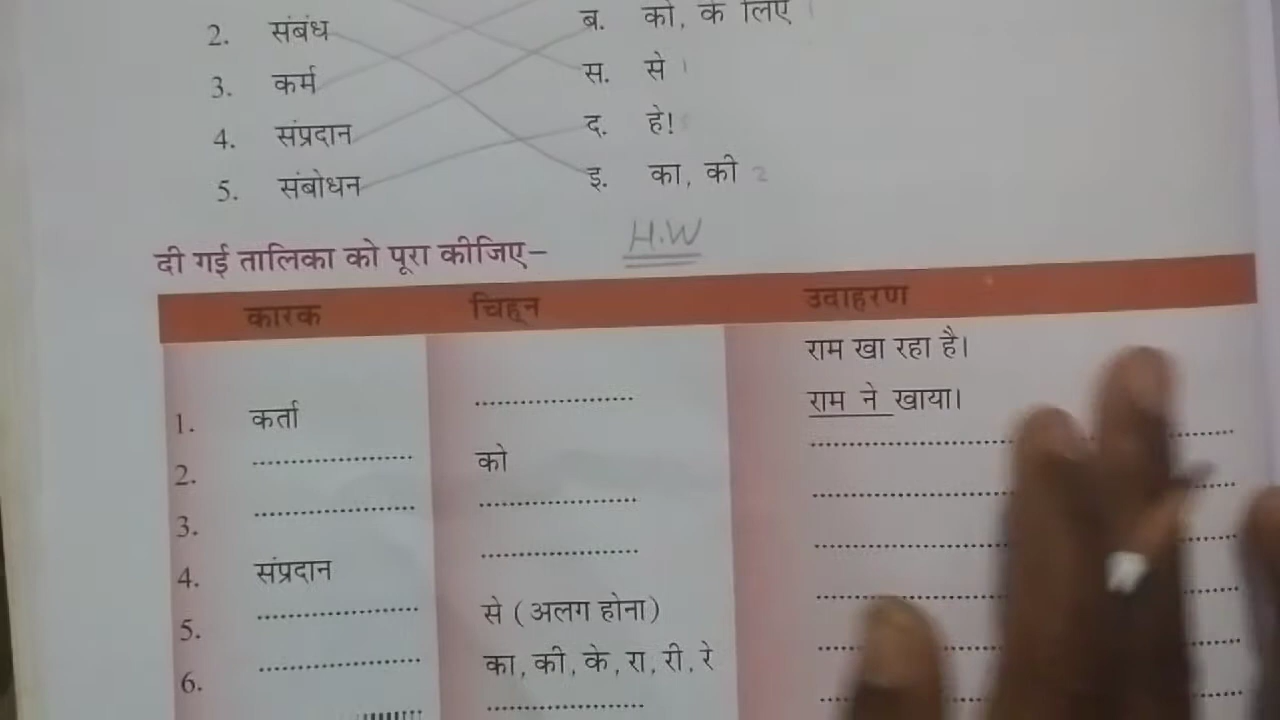 2. संबंध ब. को, के लिए
3. कर्म स. से
4. संप्रदान द. हे!
5. संबोधन इ. का, की 2
दी गई तालिका को पूरा कीजिए- H.W
कारक चिह्न उदाहरण
राम खा रहा है।
1. कर्ता .................... राम ने खाया।
2. .................... को ....................
3. .................... .................... ....................
4. संप्रदान .................... ....................
5. .................... से (अलग होना) ....................
6. .................... का, की, के, रा, री, रे ....................